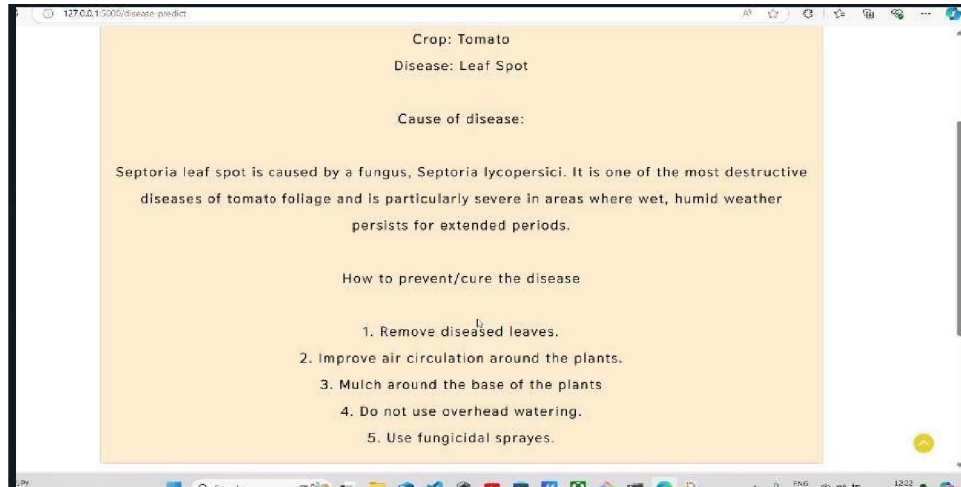 127.0.0.1:5000/disease-predict
Crop: Tomato
Disease: Leaf Spot
Cause of disease:
Septoria leaf spot is caused by a fungus, Septoria lycopersici. It is one of the most destructive
diseases of tomato foliage and is particularly severe in areas where wet, humid weather
persists for extended periods.
How to prevent/cure the disease
1. Remove diseased leaves.
2. Improve air circulation around the plants.
3. Mulch around the base of the plants
4. Do not use overhead watering.
5. Use fungicidal sprayes.
ENG
12:22